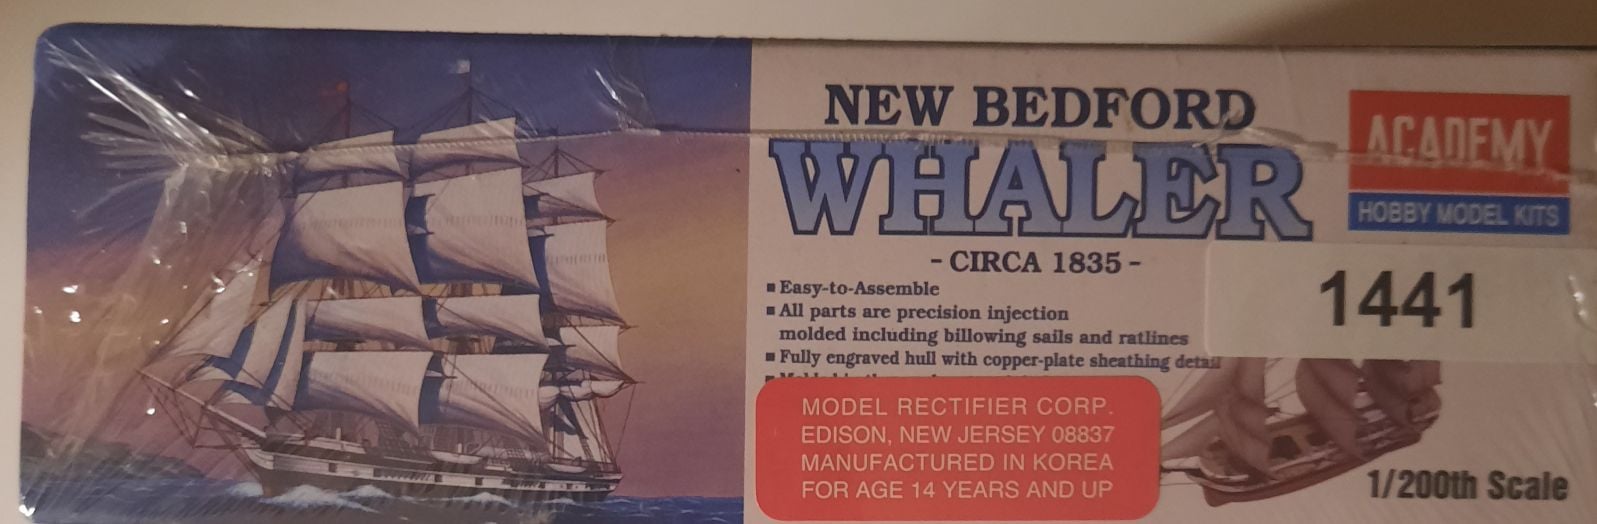 NEW BEDFORD
WHALER
- CIRCA 1835 -
▪ Easy-to-Assemble
▪ All parts are precision injection
molded including billowing sails and ratlines
▪ Fully engraved hull with copper-plate sheathing detail
MODEL RECTIFIER CORP.
EDISON, NEW JERSEY 08837
MANUFACTURED IN KOREA
FOR AGE 14 YEARS AND UP
ACADEMY
HOBBY MODEL KITS
1441
1/200th Scale